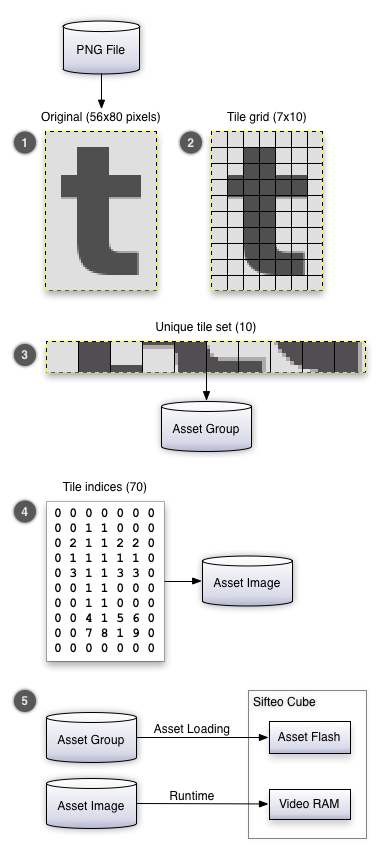 PNG File
Original (56x80 pixels)
Tile grid (7x10)
1
2
Unique tile set (10)
3
Asset Group
Tile indices (70)
4
0 0 0 0 0 0 0
0 0 1 1 0 0 0
0 2 1 1 2 2 0
0 1 1 1 1 1 0
0 3 1 1 3 3 0
0 0 1 1 0 0 0
0 0 1 1 0 0 0
0 0 4 1 5 6 0
0 0 7 8 1 9 0
0 0 0 0 0 0 0
Asset Image
5
Sifteo Cube
Asset Group
Asset Loading
Asset Flash
Asset Image
Runtime
Video RAM